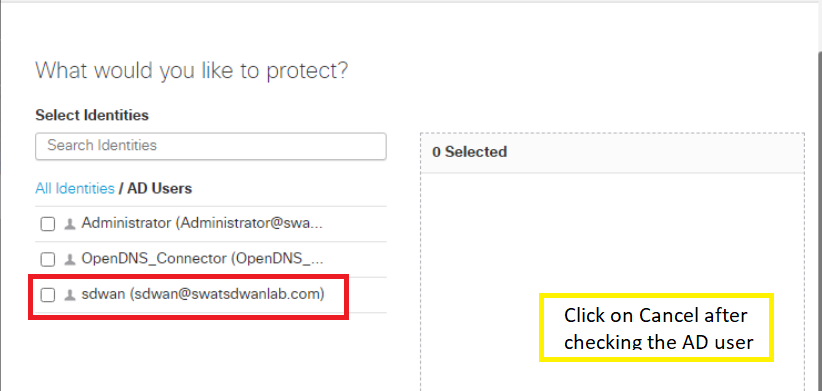 What would you like to protect?
Select Identities
Search Identities
0 Selected
All Identities / AD Users
Administrator (Administrator@swa...
OpenDNS_Connector (OpenDNS_...
sdwan (sdwan@swatsdwanlab.com)
Click on Cancel after
checking the AD user